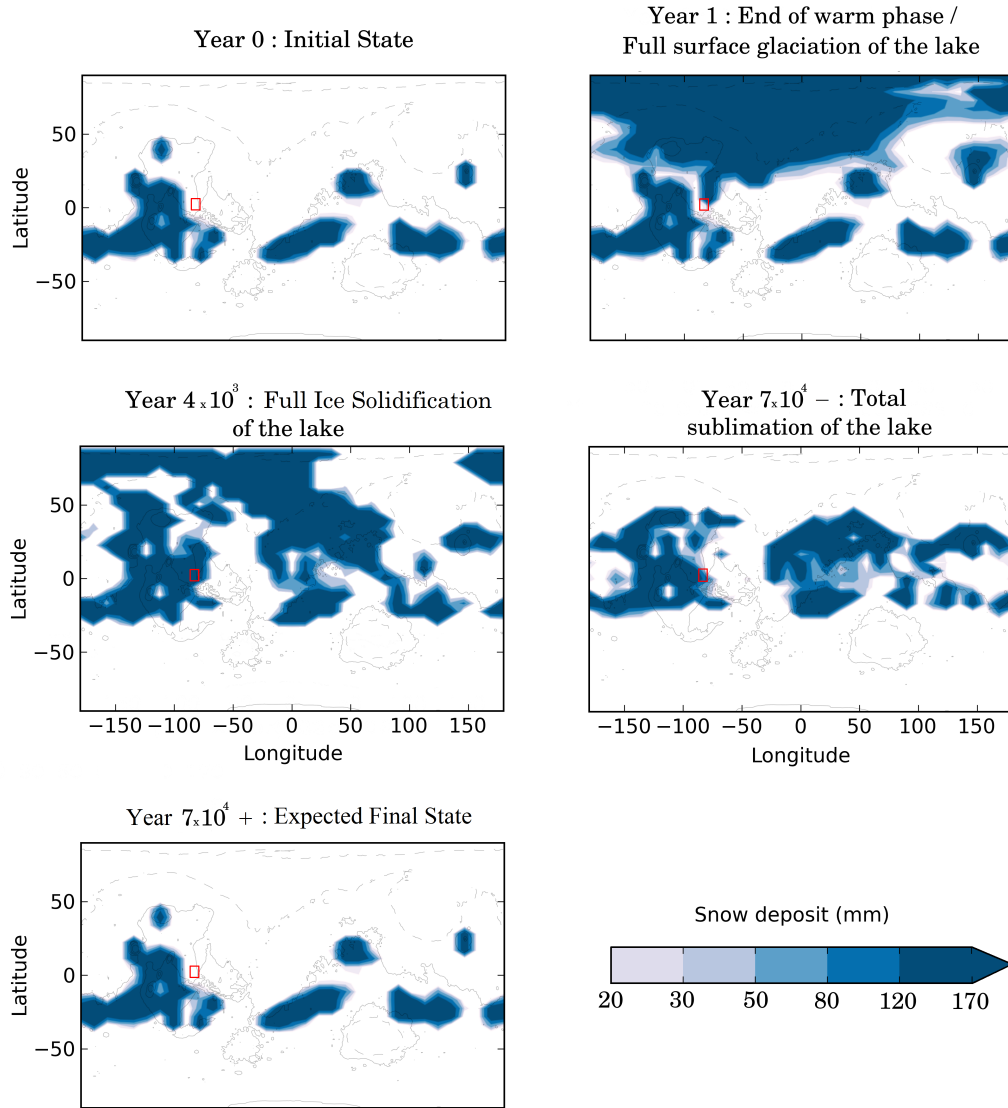 Year 0 : Initial State
Year 1 : End of warm phase /
Full surface glaciation of the lake
Latitude
50
0
−50
Year 4 x 10³ : Full Ice Solidification
of the lake
Year 7x10⁴ − : Total
sublimation of the lake
Latitude
50
0
−50
−150 −100 −50 0 50 100 150
Longitude
−150 −100 −50 0 50 100 150
Longitude
Year 7x10⁴ + : Expected Final State
Latitude
50
0
−50
Snow deposit (mm)
20 30 50 80 120 170